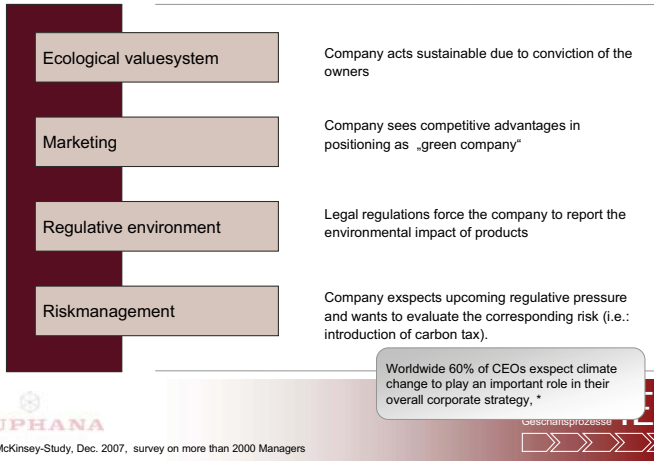 Ecological valuesystem
Company acts sustainable due to conviction of the
owners
Marketing
Company sees competitive advantages in
positioning as „green company“
Regulative environment
Legal regulations force the company to report the
environmental impact of products
Riskmanagement
Company exspects upcoming regulative pressure
and wants to evaluate the corresponding risk (i.e.:
introduction of carbon tax).
Worldwide 60% of CEOs exspect climate
change to play an important role in their
overall corporate strategy, *
UPHANA
Geschäftsprozesse
McKinsey-Study, Dec. 2007, survey on more than 2000 Managers